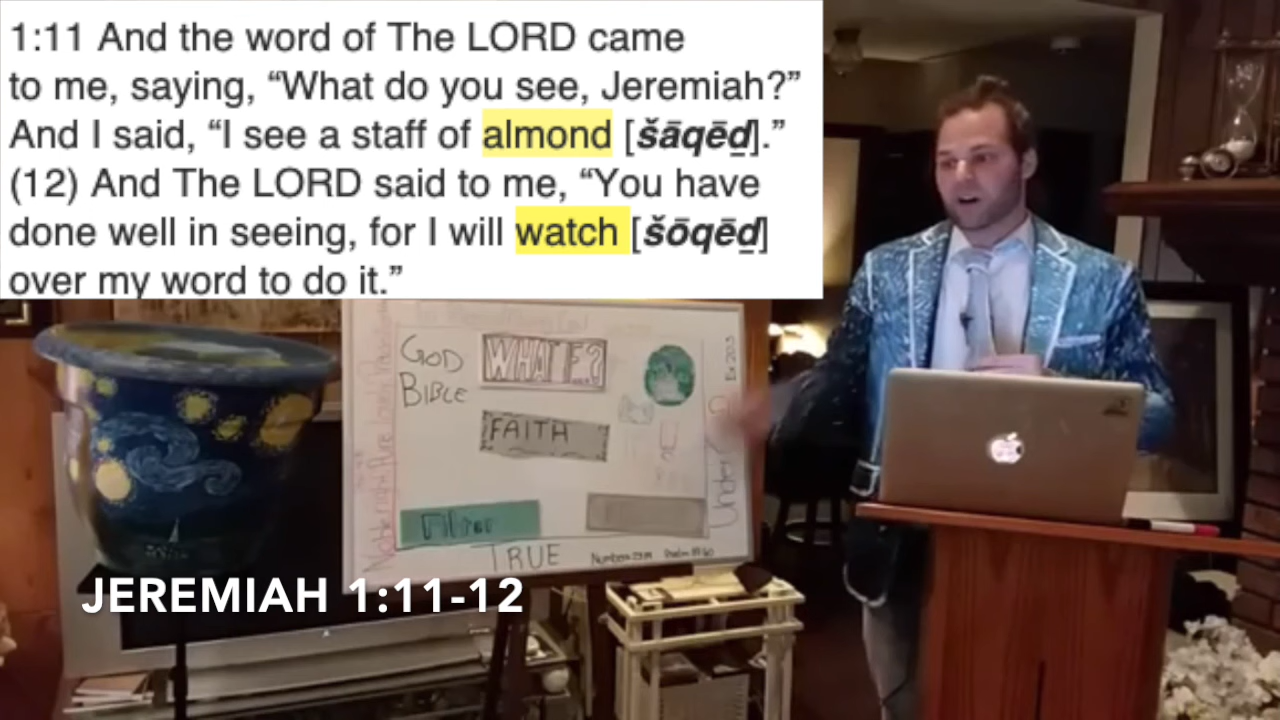 1:11 And the word of The LORD came
to me, saying, “What do you see, Jeremiah?”
And I said, “I see a staff of almond [šāqēḏ].”
(12) And The LORD said to me, “You have
done well in seeing, for I will watch [šōqēḏ]
over my word to do it.”
GOD
BIBLE
WHAT IF?
FAITH
TRUE
Under
JEREMIAH 1:11-12